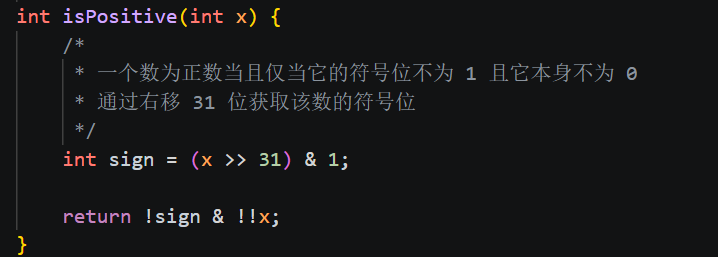 int isPositive(int x) {
    /*
     * 一个数为正数当且仅当它的符号位不为 1 且它本身不为 0
     * 通过右移 31 位获取该数的符号位
     */
    int sign = (x >> 31) & 1;
    return !sign & !!x;
}